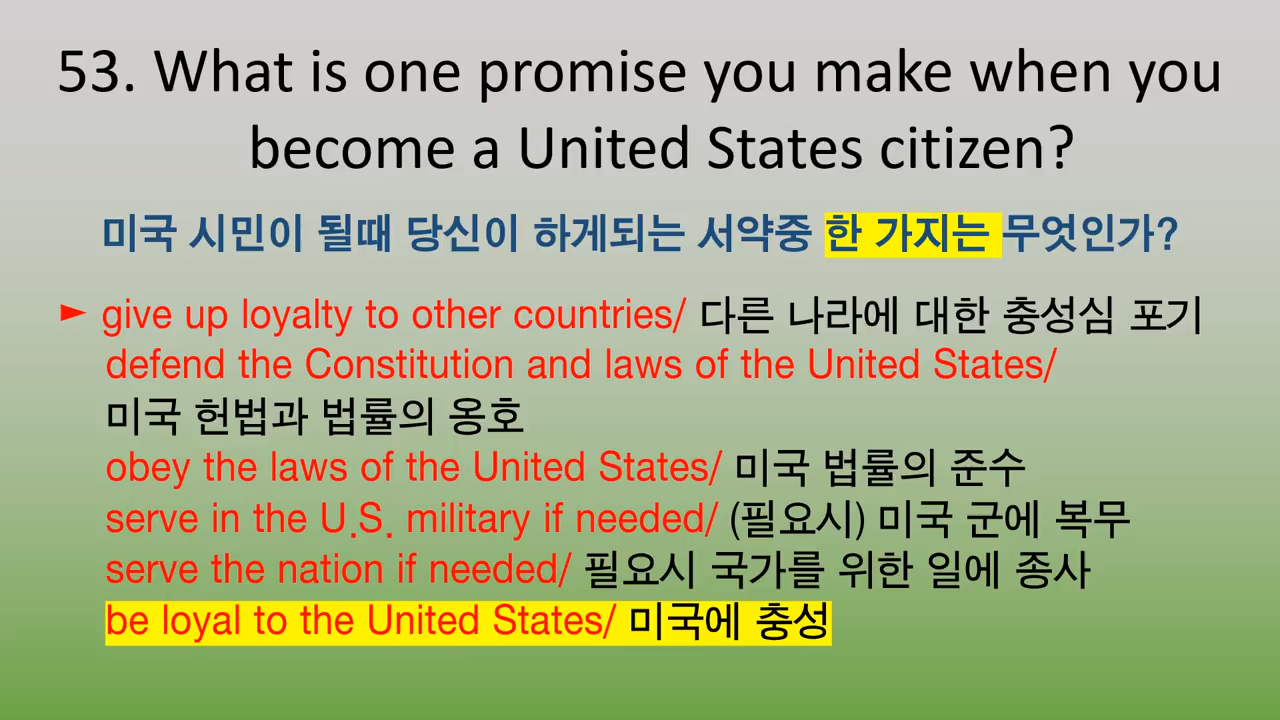 53. What is one promise you make when you
become a United States citizen?
미국 시민이 될때 당신이 하게되는 서약중 한 가지는 무엇인가?
► give up loyalty to other countries/ 다른 나라에 대한 충성심 포기
defend the Constitution and laws of the United States/
미국 헌법과 법률의 옹호
obey the laws of the United States/ 미국 법률의 준수
serve in the U.S. military if needed/ (필요시) 미국 군에 복무
serve the nation if needed/ 필요시 국가를 위한 일에 종사
be loyal to the United States/ 미국에 충성